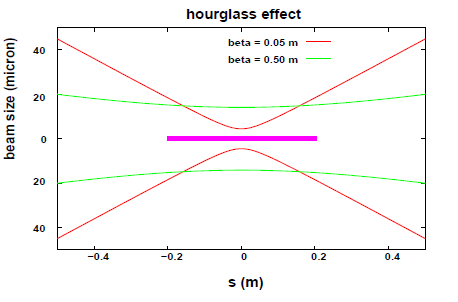 hourglass effect
beta = 0.05 m
beta = 0.50 m
beam size (micron)
40
20
0
20
40
−0.4
−0.2
0
0.2
0.4
s (m)